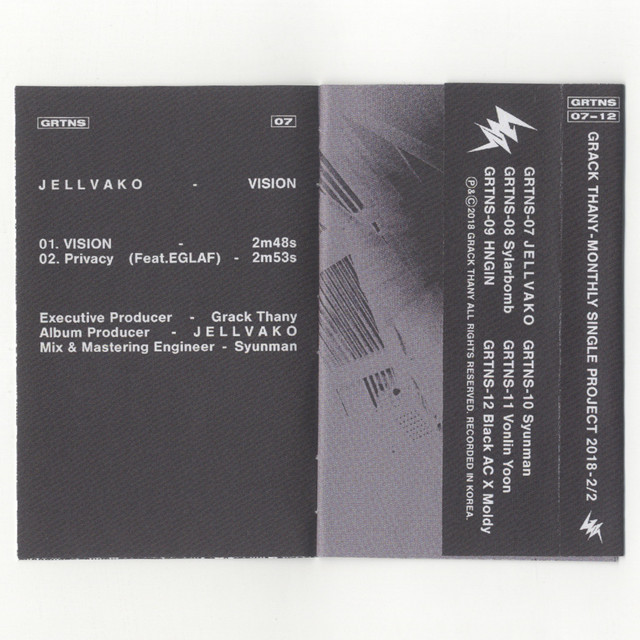 GRTNS 07
JELLVAKO - VISION
01. VISION - 2m48s
02. Privacy (Feat.EGLAF) - 2m53s
Executive Producer - Grack Thany
Album Producer - JELLVAKO
Mix & Mastering Engineer - Syunman
GRTNS-07 JELLVAKO
GRTNS-08 Sylarbomb
GRTNS-09 HNGIN
GRTNS-10 Syunman
GRTNS-11 Vonlin Yoon
GRTNS-12 Black AC X Moldy
℗&©2018 GRACK THANY ALL RIGHTS RESERVED. RECORDED IN KOREA.
GRTNS
07-12
GRACK THANY-MONTHLY SINGLE PROJECT 2018-2/2